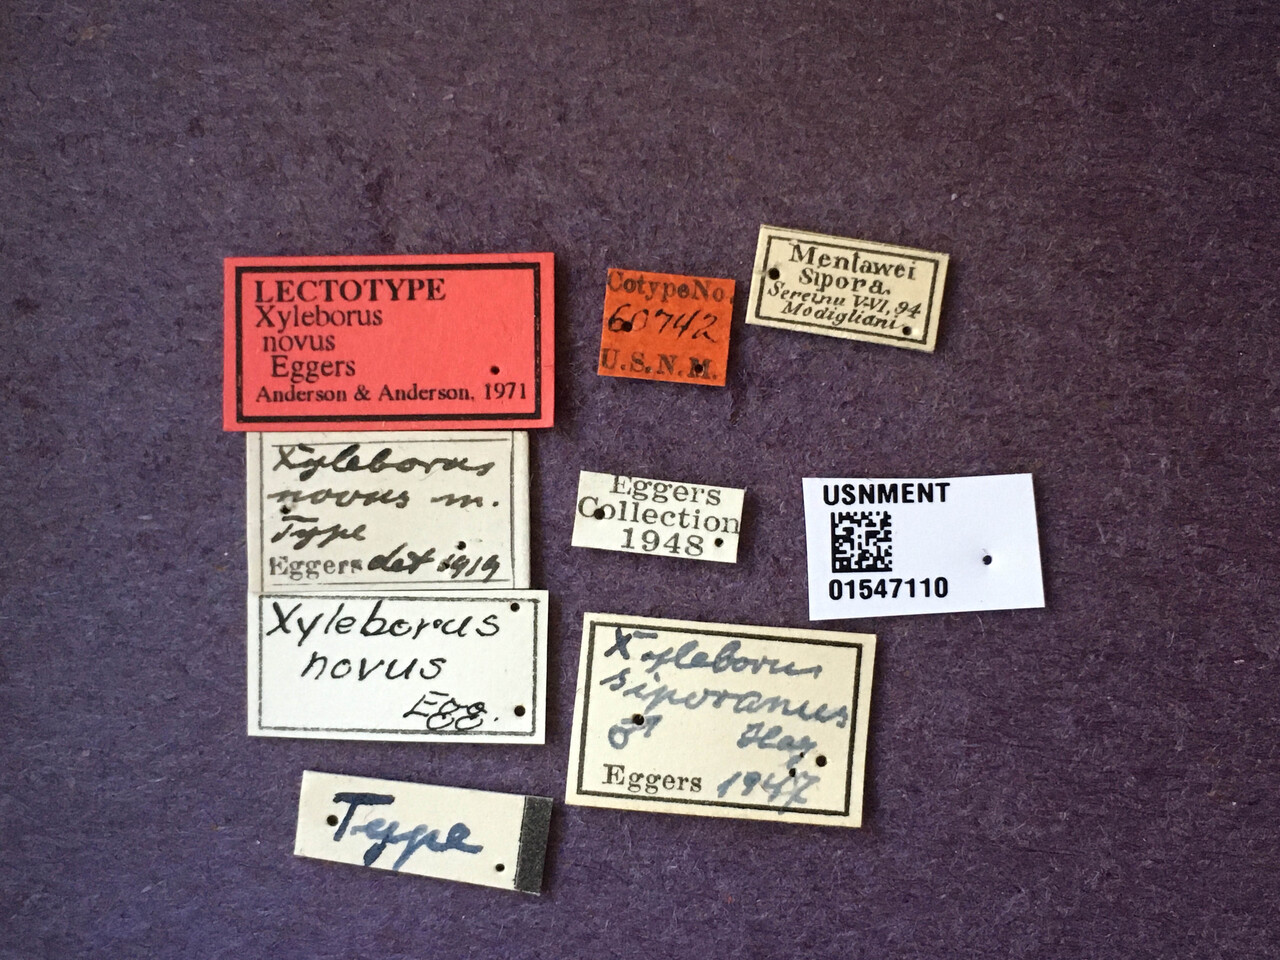 LECTOTYPE
Xyleborus
novus
Eggers
Anderson & Anderson, 1971
Cotype No.
60742
U.S.N.M.
Mentawei
Sipora.
Sereinu V-VI, 94
Modigliani
Xyleborus
novus m.
Type
Eggers det 1919
Eggers
Collection
1948
USNMENT
01547110
Xyleborus
novus
Egg.
Xyleborus
siporanus
♂ Hag.
Eggers 1947
Type